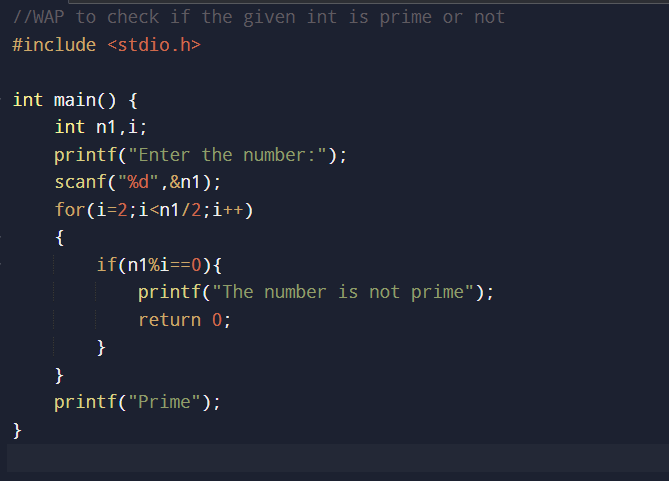 //WAP to check if the given int is prime or not
#include <stdio.h>
int main() {
int n1,i;
printf("Enter the number:");
scanf("%d",&n1);
for(i=2;i<n1/2;i++)
{
if(n1%i==0){
printf("The number is not prime");
return 0;
}
}
printf("Prime");
}